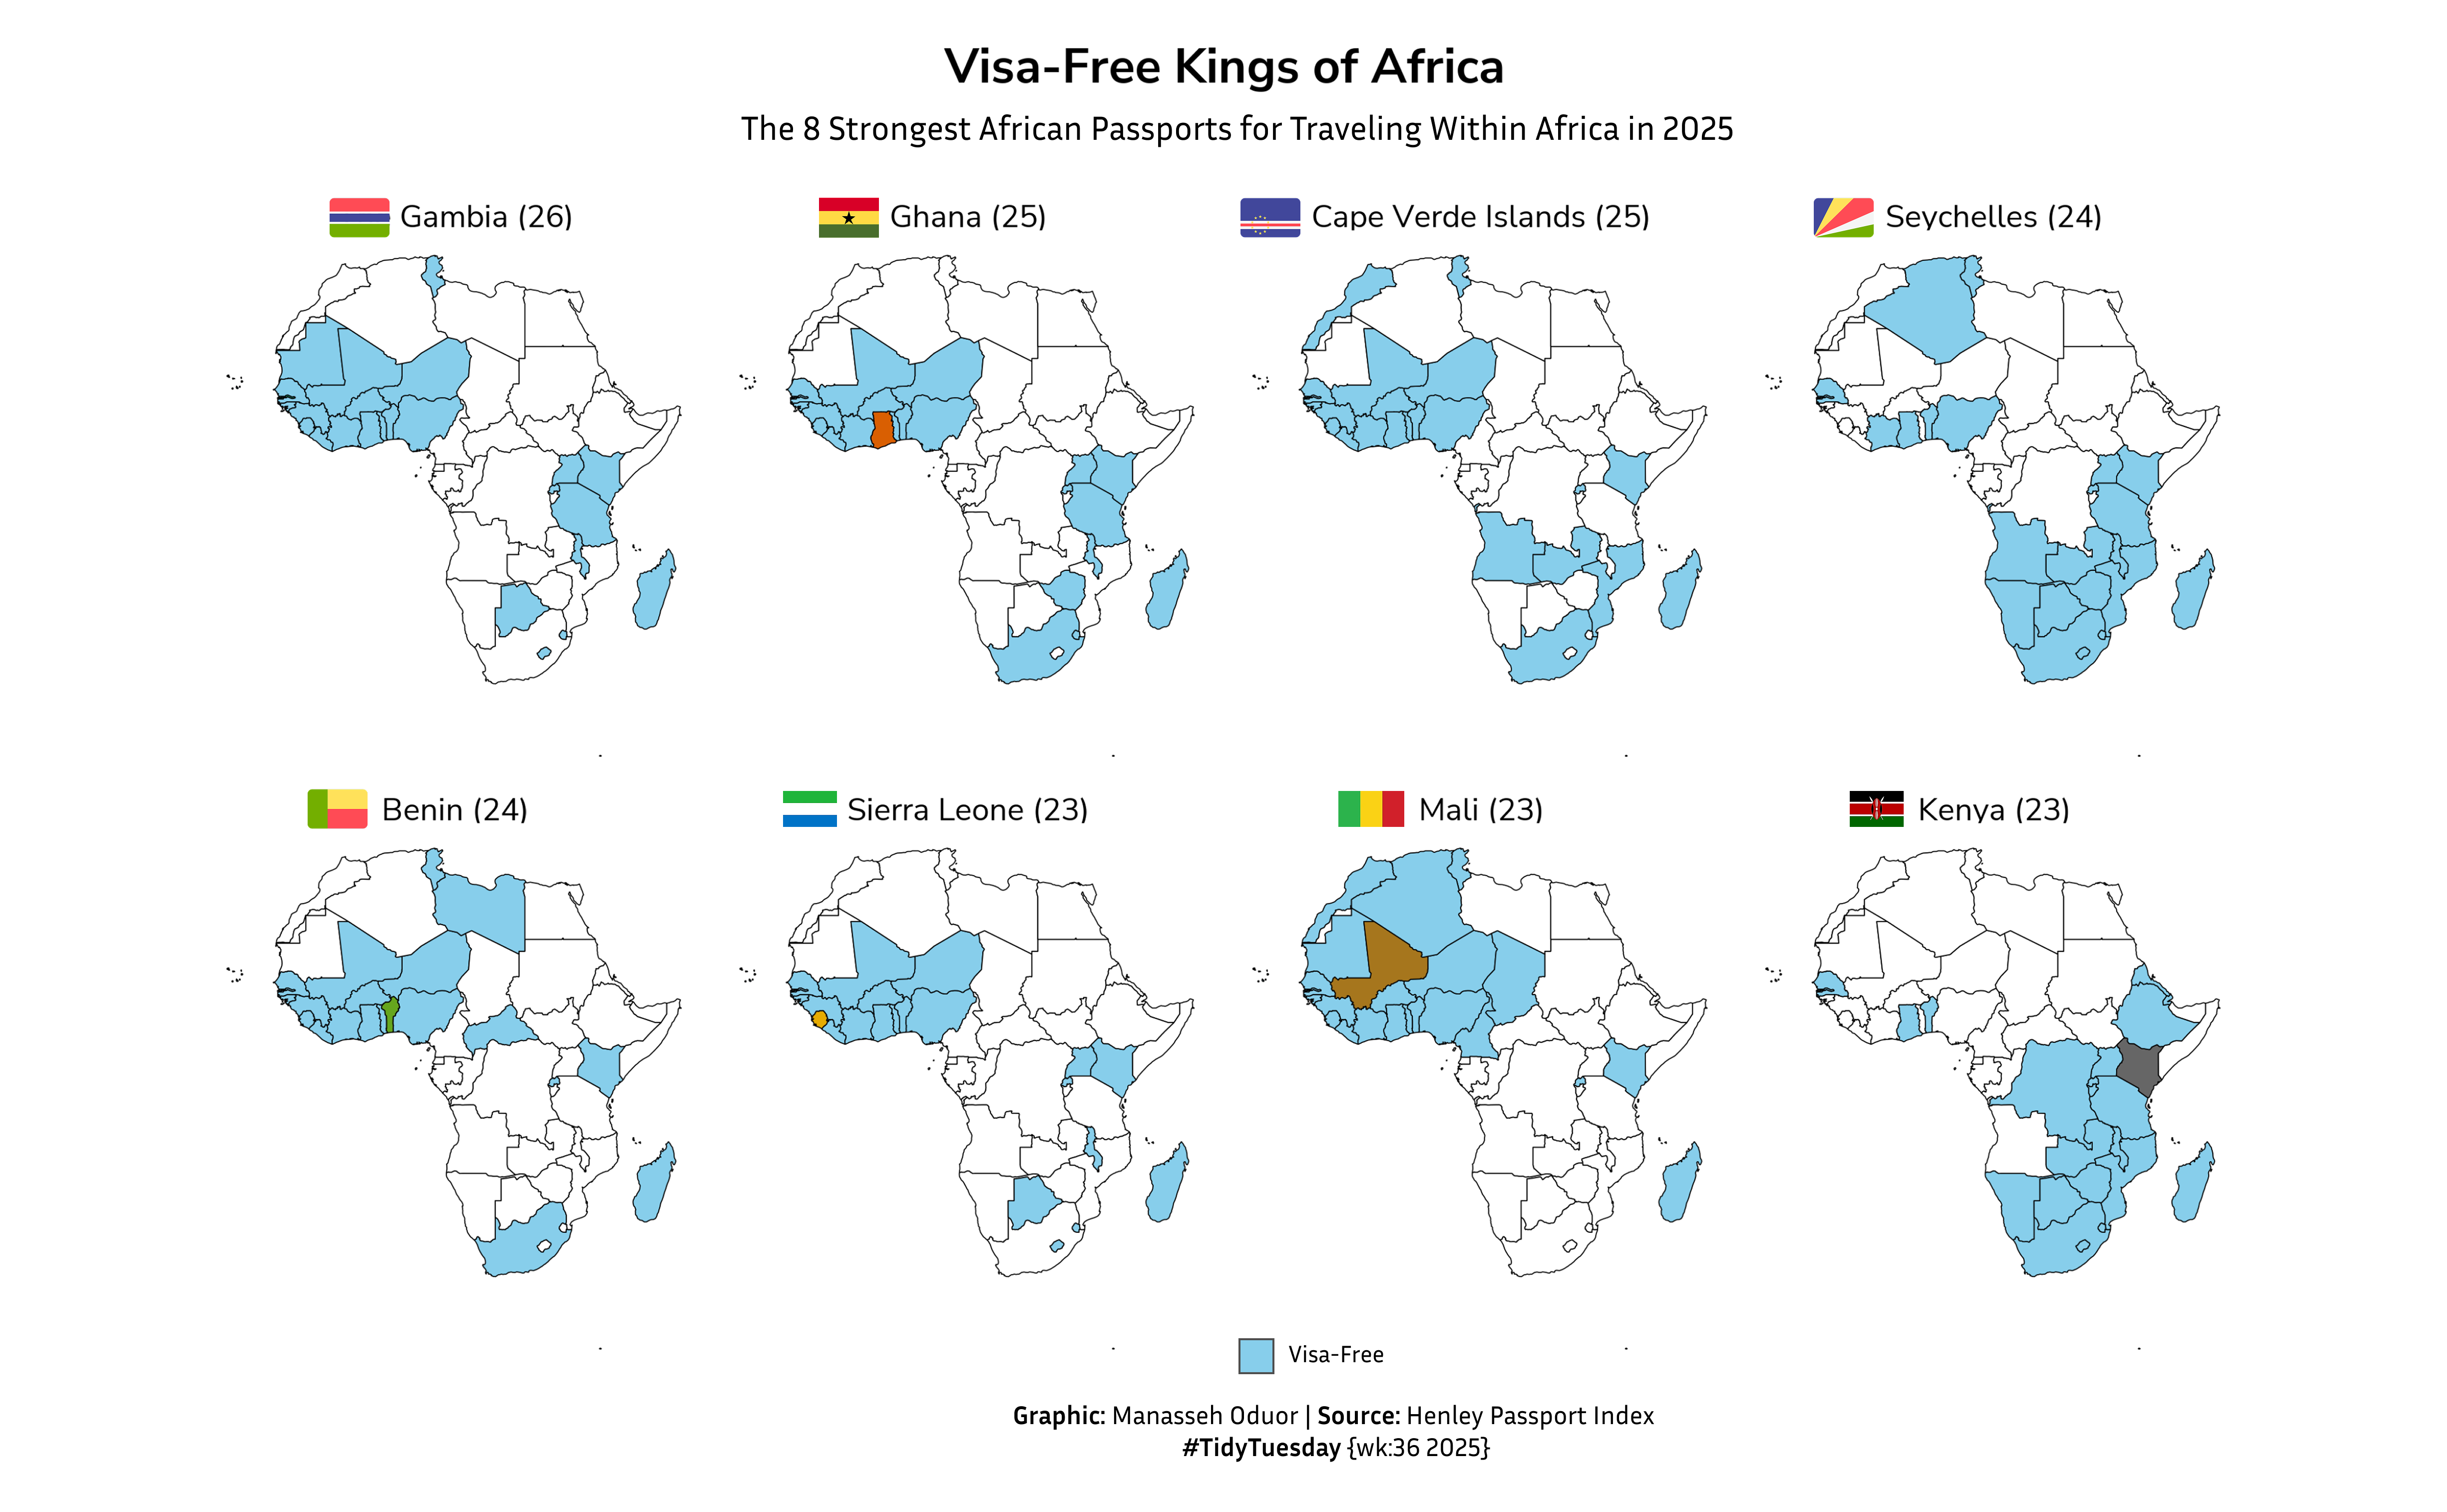 Visa-Free Kings of Africa
The 8 Strongest African Passports for Traveling Within Africa in 2025
Gambia (26)
Ghana (25)
Cape Verde Islands (25)
Seychelles (24)
Benin (24)
Sierra Leone (23)
Mali (23)
Kenya (23)
Visa-Free
Graphic: Manasseh Oduor | Source: Henley Passport Index
#TidyTuesday {wk:36 2025}